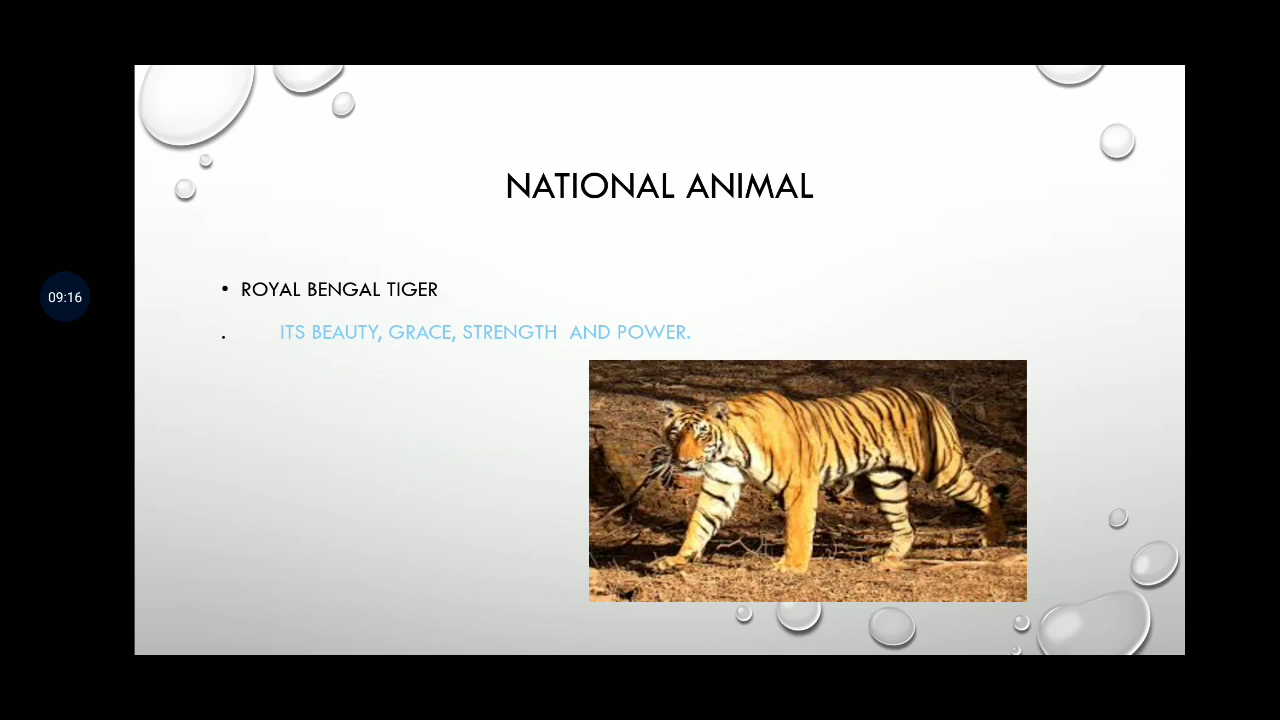 NATIONAL ANIMAL
• ROYAL BENGAL TIGER
. ITS BEAUTY, GRACE, STRENGTH  AND POWER.
09:16